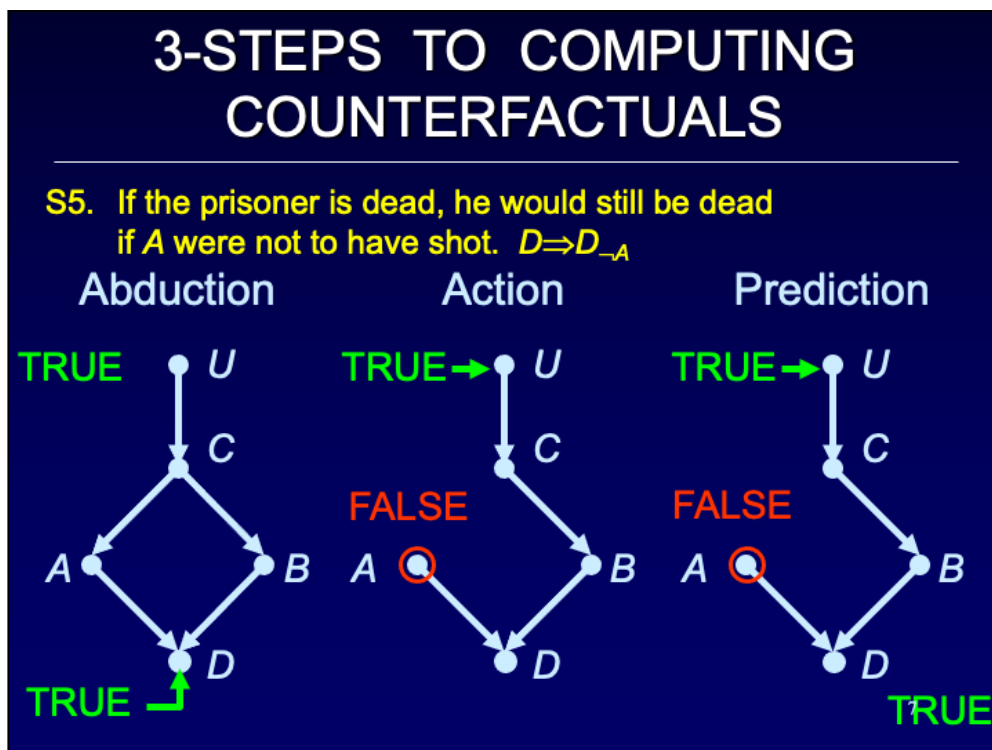 3-STEPS TO COMPUTING
COUNTERFACTUALS
S5. If the prisoner is dead, he would still be dead
if A were not to have shot. D⇒D¬A
Abduction
Action
Prediction
TRUE
U
TRUE
U
TRUE
U
C
C
C
FALSE
FALSE
A
B
A
B
A
B
D
D
D
TRUE
7
TRUE